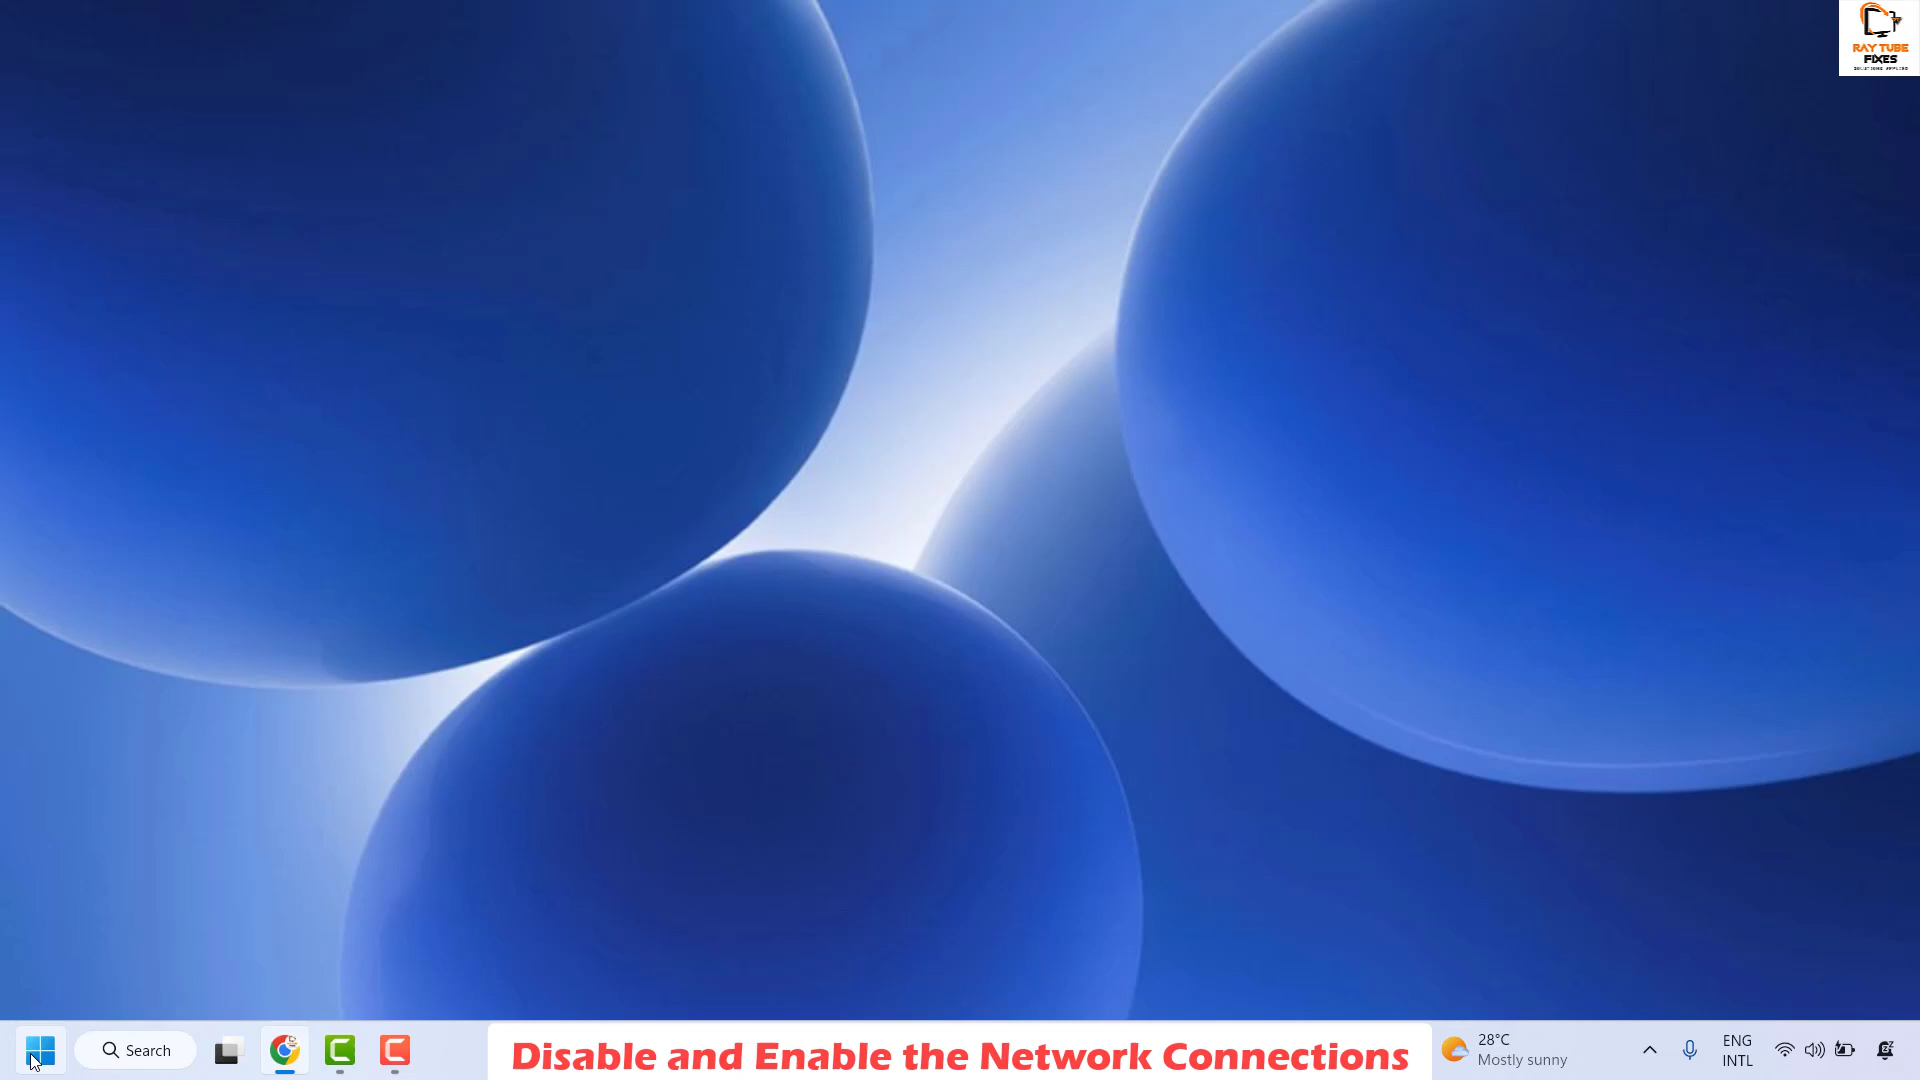 RAY TUBE
FIXES
Search
Disable and Enable the Network Connections
28°C
Mostly sunny
ENG
INTL